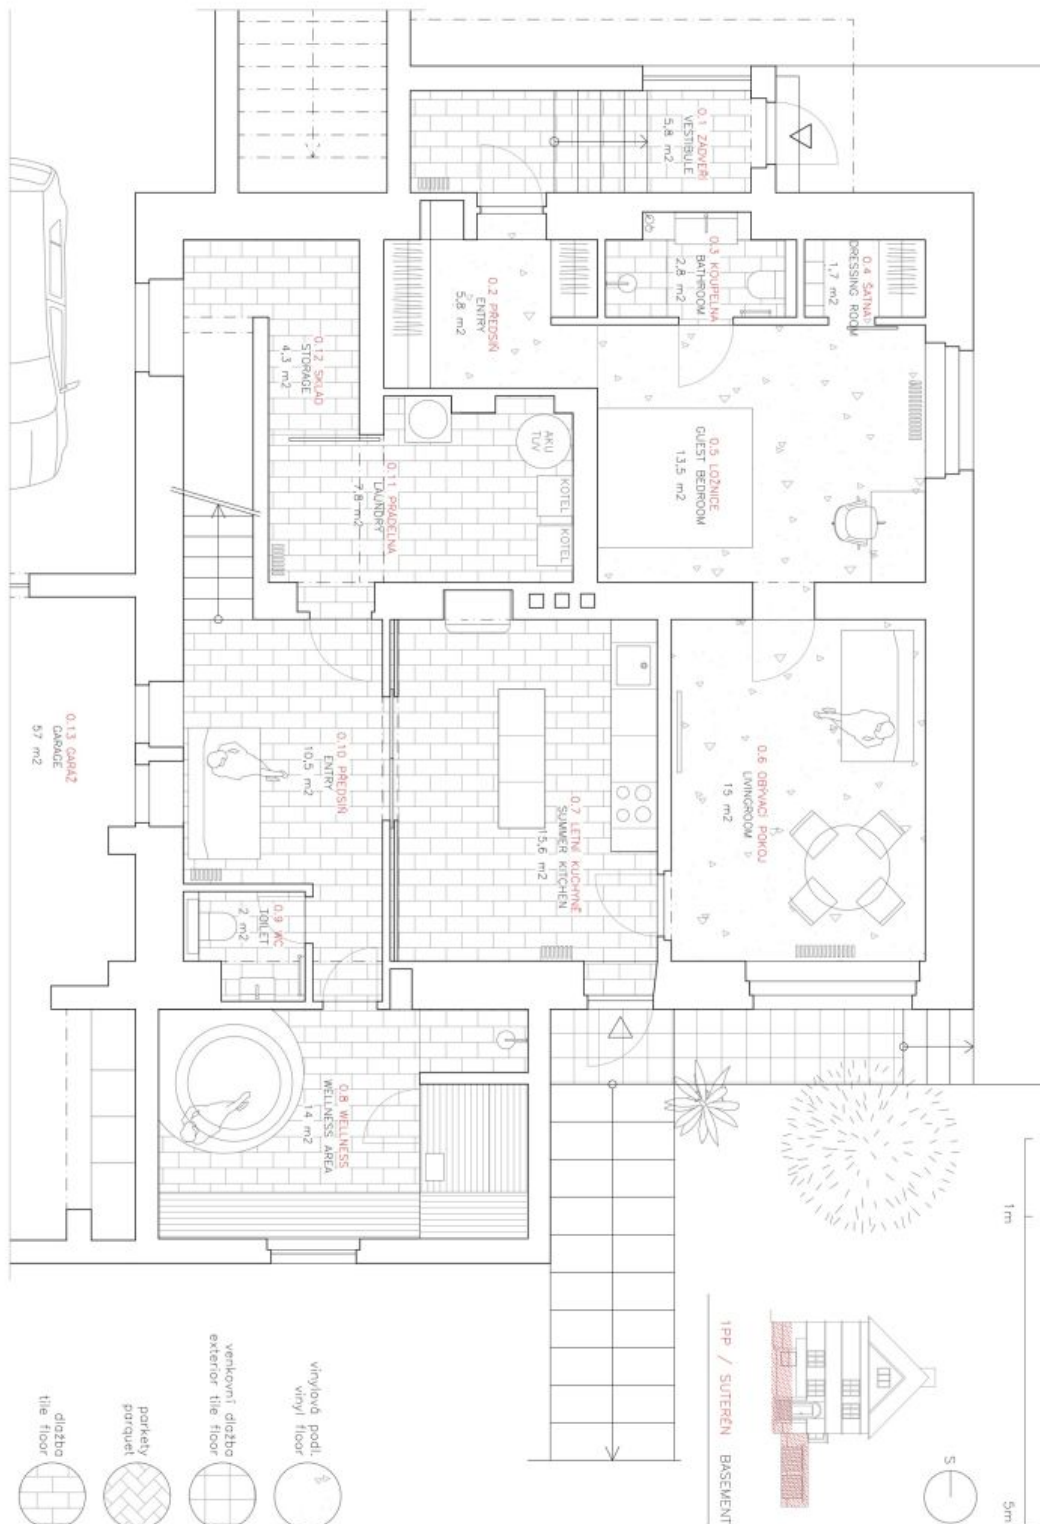 0.1 ZÁDVEŘÍ
VESTIBULE
5,8 m2
0.2 PŘEDSÍŇ
ENTRY
5,8 m2
0.3 KOUPELNA
BATHROOM
2,8 m2
0.4 ŠATNA
DRESSING ROOM
1,7 m2
0.5 LOŽNICE
GUEST BEDROOM
13,5 m2
0.12 SKLAD
STORAGE
4,3 m2
0.11 PRÁDELNA
LAUNDRY
7,8 m2
AKU
TUV
KOTEL
KOTEL
0.6 OBÝVACÍ POKOJ
LIVINGROOM
15 m2
0.7 LETNÍ KUCHYNĚ
SUMMER KITCHEN
15,6 m2
0.10 PŘEDSÍŇ
ENTRY
10,5 m2
0.13 GARÁŽ
GARAGE
57 m2
0.9 WC
TOILET
2 m2
0.8 WELLNESS
WELLNESS AREA
14 m2
1m
5m
S
1PP / SUTERÉN BASEMENT
vinylová podl.
vinyl floor
venkovní dlažba
exterior tile floor
parkety
parquet
dlažba
tile floor